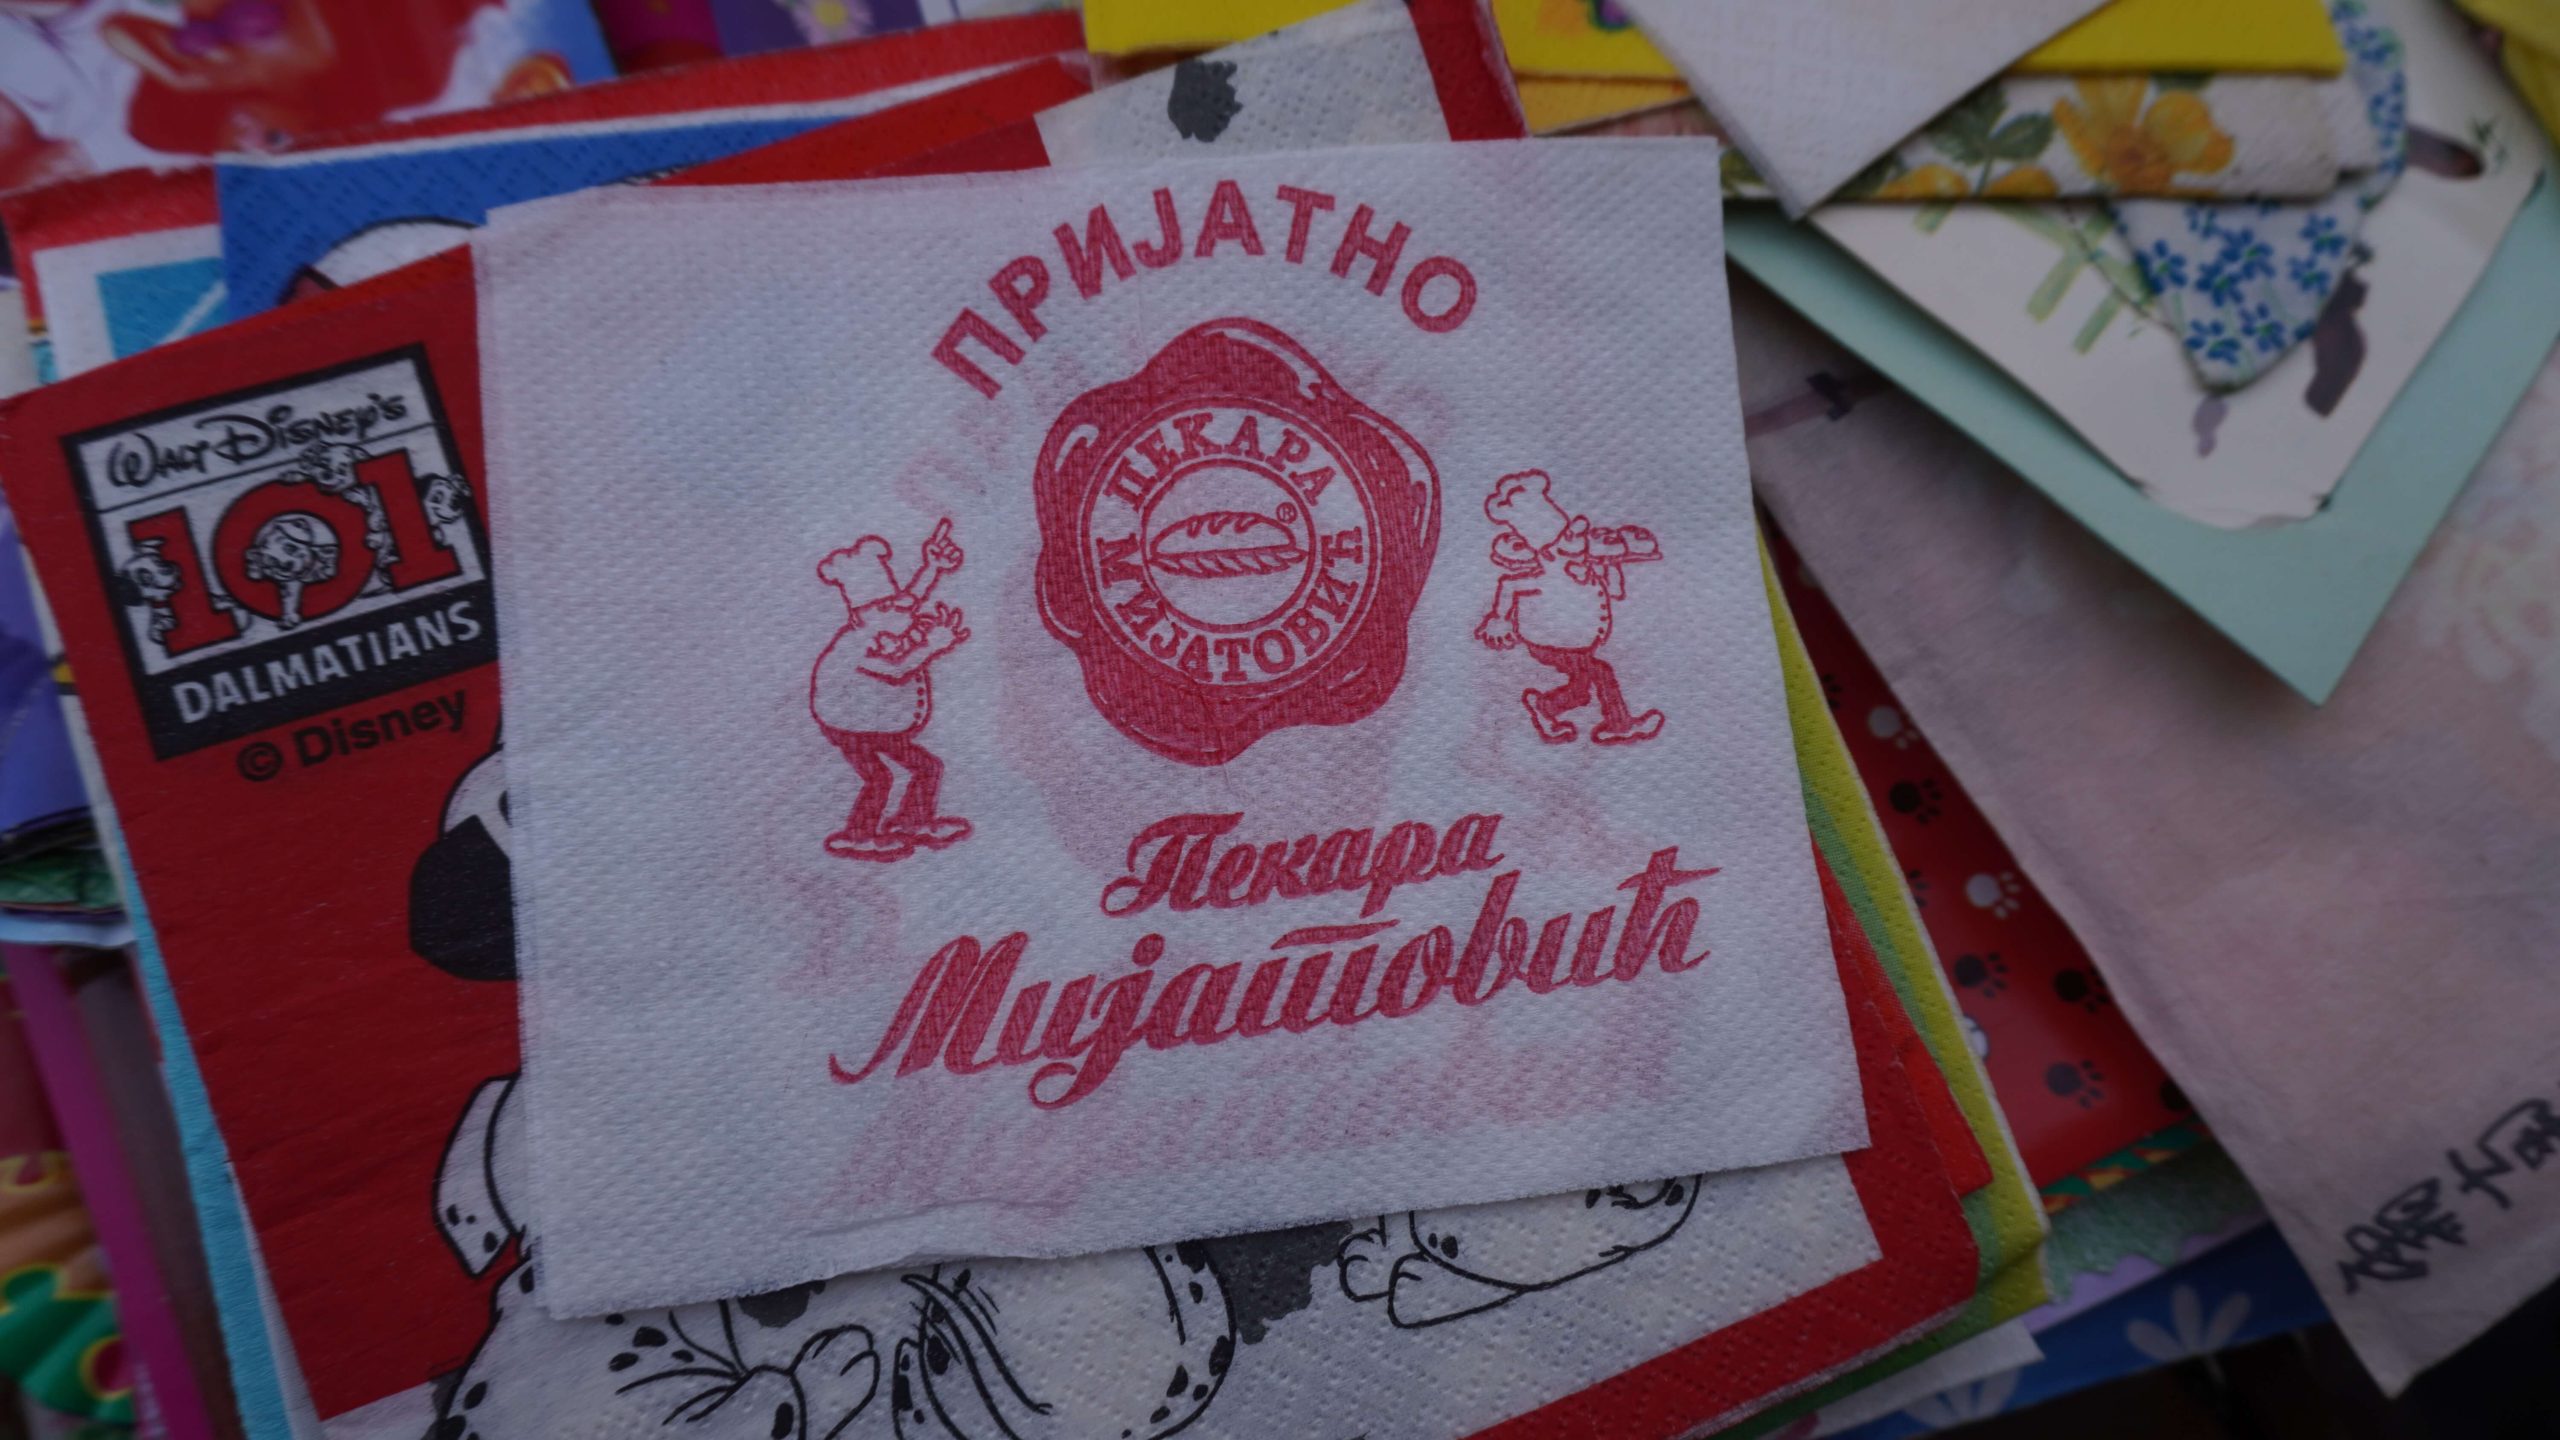 ПРИЈАТНО
ПЕКАРА
МИЈАТОВИЋ
®
Пекара
Мијатовић
WALT DISNEY'S
101
DALMATIANS
© Disney